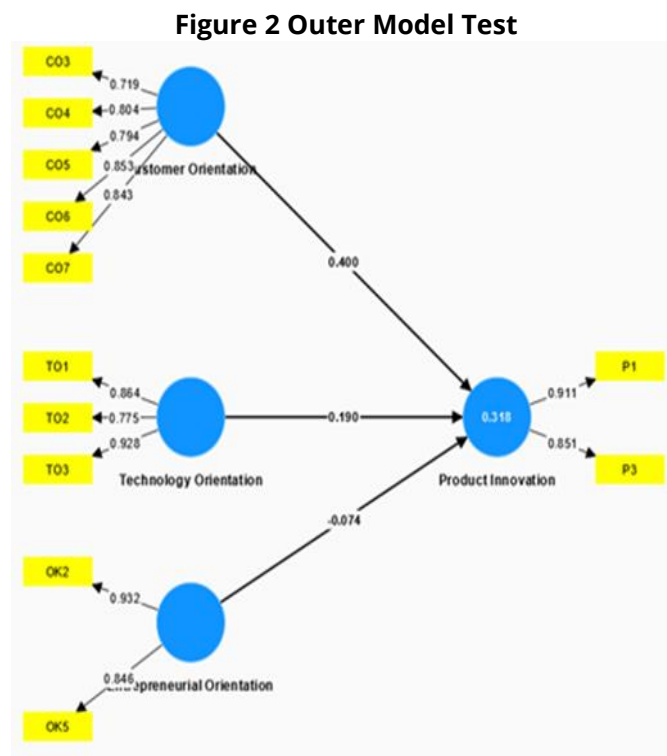 Figure 2 Outer Model Test
CO3
0.719
CO4
0.804
CO5
0.794
CO6
0.853
CO7
0.843
Customer Orientation
0.400
TO1
0.864
TO2
0.775
TO3
0.928
Technology Orientation
0.190
0.318
Product Innovation
P1
0.911
P3
0.851
-0.074
OK2
0.932
OK5
0.846
Entrepreneurial Orientation